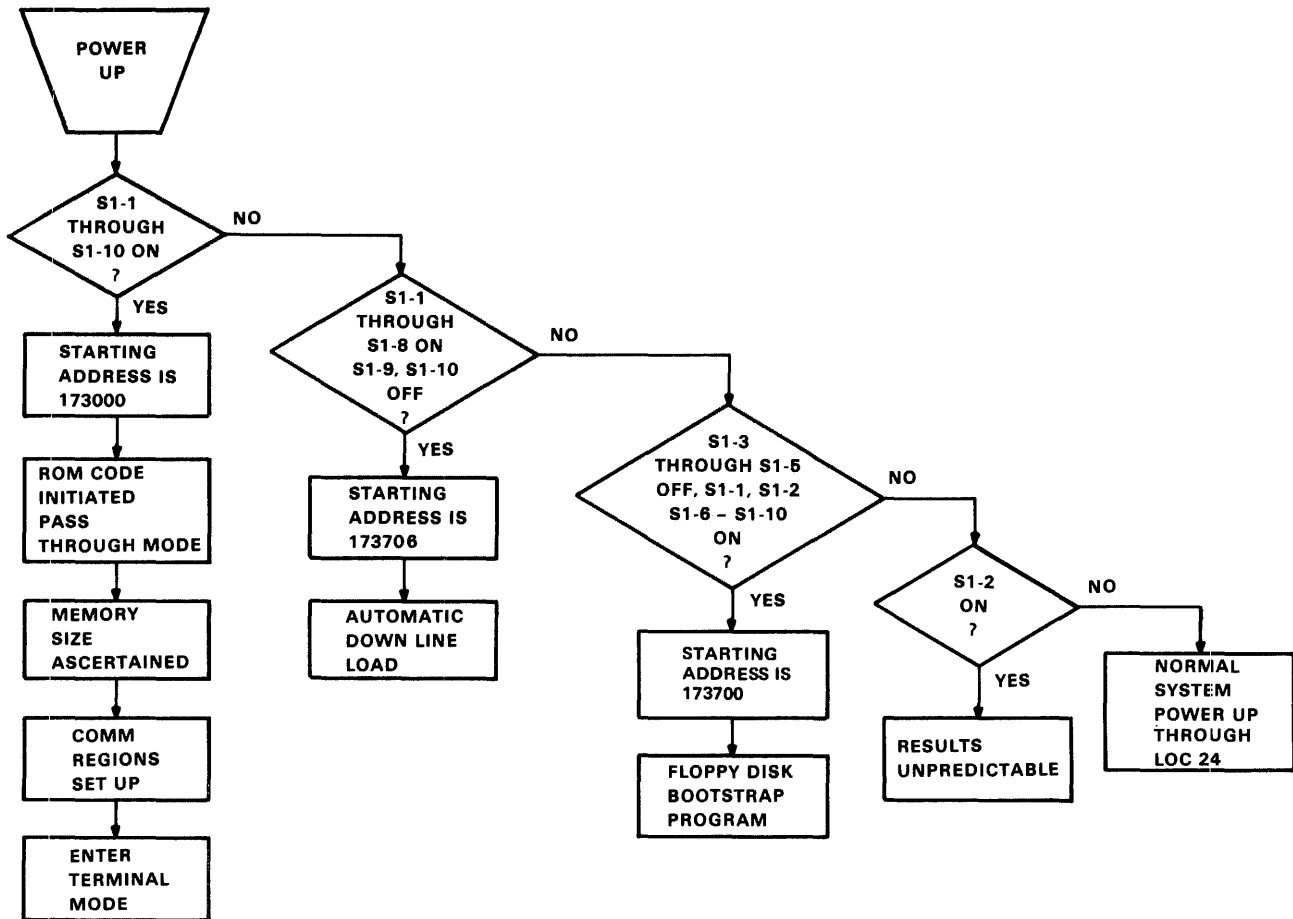 POWER
UP
S1-1
THROUGH
S1-10 ON
?
NO
YES
STARTING
ADDRESS IS
173000
ROM CODE
INITIATED
PASS
THROUGH MODE
MEMORY
SIZE
ASCERTAINED
COMM
REGIONS
SET UP
ENTER
TERMINAL
MODE
S1-1
THROUGH
S1-8 ON
S1-9, S1-10
OFF
?
NO
YES
STARTING
ADDRESS IS
173706
AUTOMATIC
DOWN LINE
LOAD
S1-3
THROUGH S1-5
OFF, S1-1, S1-2
S1-6 – S1-10
ON
?
NO
YES
STARTING
ADDRESS IS
173700
FLOPPY DISK
BOOTSTRAP
PROGRAM
S1-2
ON
?
NO
YES
RESULTS
UNPREDICTABLE
NORMAL
SYSTEM
POWER UP
THROUGH
LOC 24